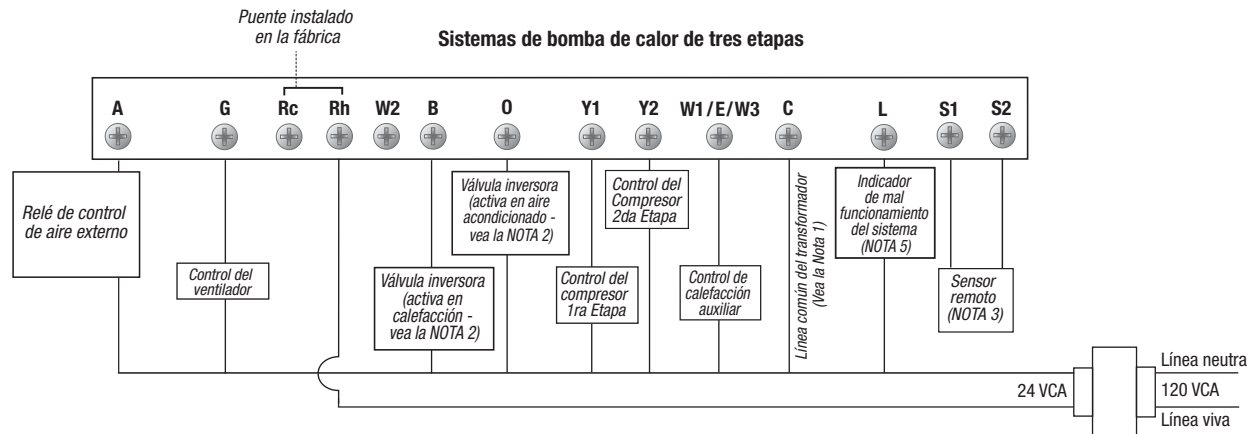 Puente instalado
en la fábrica
Sistemas de bomba de calor de tres etapas
A G Rc Rh W2 B O Y1 Y2 W1/E/W3 C L S1 S2
Relé de control
de aire externo
Control del
ventilador
Válvula inversora
(activa en
calefacción -
vea la NOTA 2)
Válvula inversora
(activa en aire
acondicionado -
vea la NOTA 2)
Control del
compresor
1ra Etapa
Control del
Compresor
2da Etapa
Control de
calefacción
auxiliar
Línea común del transformador
(Vea la Nota 1)
Indicador
de mal
funcionamiento
del sistema
(NOTA 5)
Sensor
remoto
(NOTA 3)
Línea neutra
24 VCA 120 VCA
Línea viva